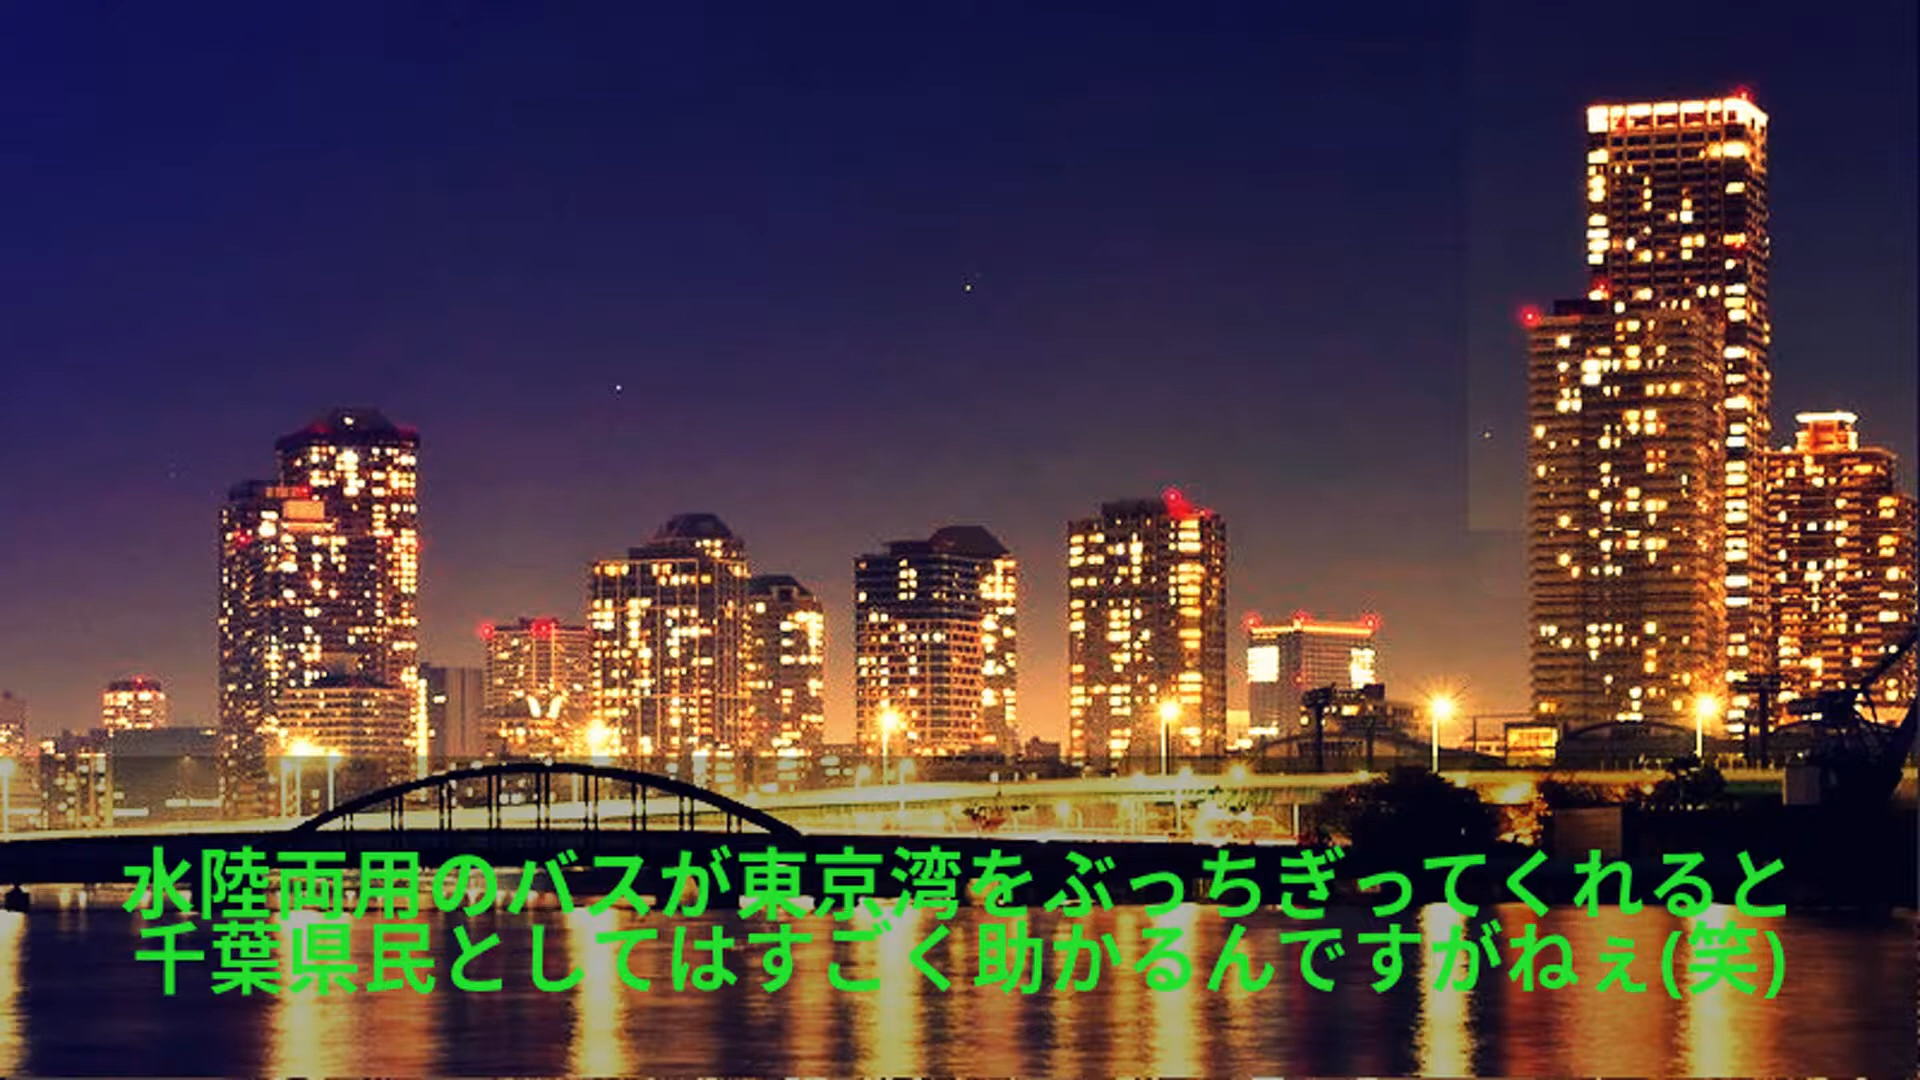 水陸両用のバスが東京湾をぶっちぎってくれると
千葉県民としてはすごく助かるんですがねぇ(笑)